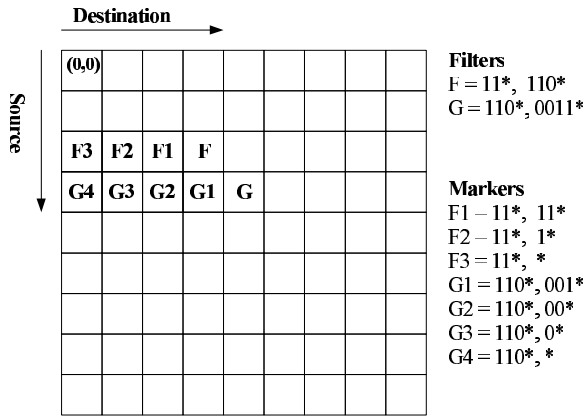 Destination
Source
(0,0)
F3 F2 F1 F
G4 G3 G2 G1 G
Filters
F = 11*, 110*
G = 110*, 0011*
Markers
F1 – 11*, 11*
F2 – 11*, 1*
F3 = 11*, *
G1 = 110*, 001*
G2 = 110*, 00*
G3 = 110*, 0*
G4 = 110*, *